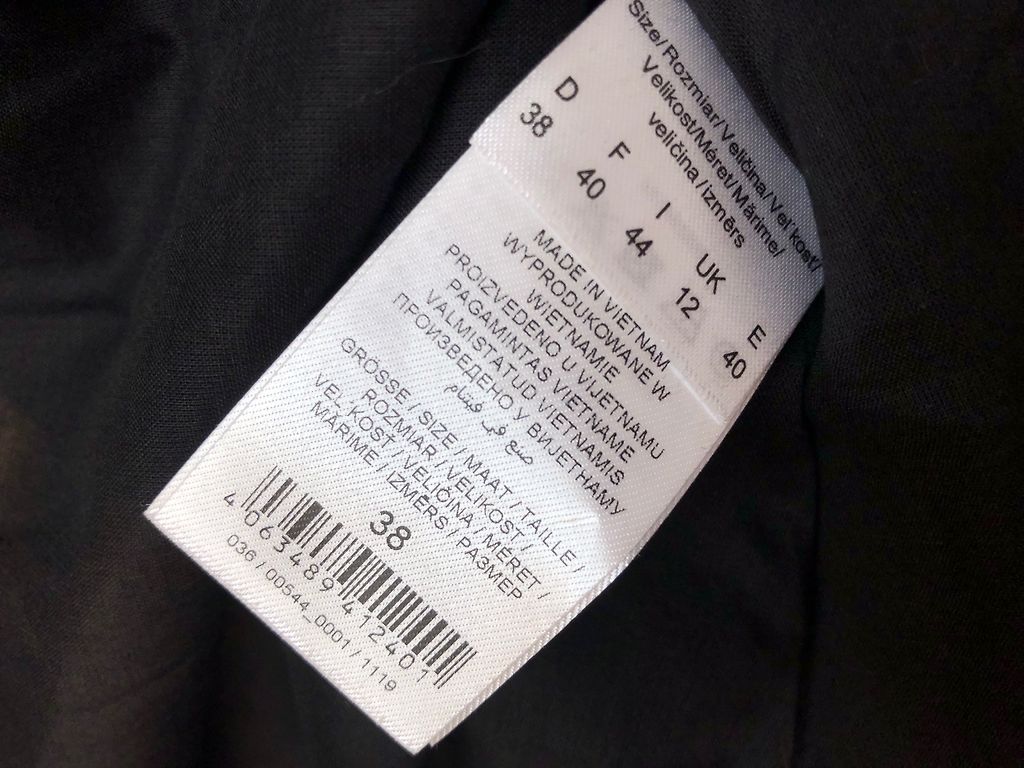 Size/Rozmiar/Veličina/Veľkosť/
Velikost/Méret/Mărime/
veličina/izmērs
D F I UK E
38 40 44 12 40
MADE IN VIETNAM
WYPRODUKOWANE W
WIETNAMIE
PROIZVEDENO U VIJETNAMU
PAGAMINTAS VIETNAME
VALMISTATUD VIETNAMIS
ПРОИЗВЕДЕНО У ВИЈЕТНАМУ
صنع في فيتنام
GRÖSSE / SIZE / MAAT / TAILLE /
ROZMIAR / VELIKOST /
VEĽKOSŤ / VELIČINA / MÉRET /
MĂRIME / IZMĒRS / РАЗМЕР
38
4 063489 412401
036 / 00544_0001 / 1119